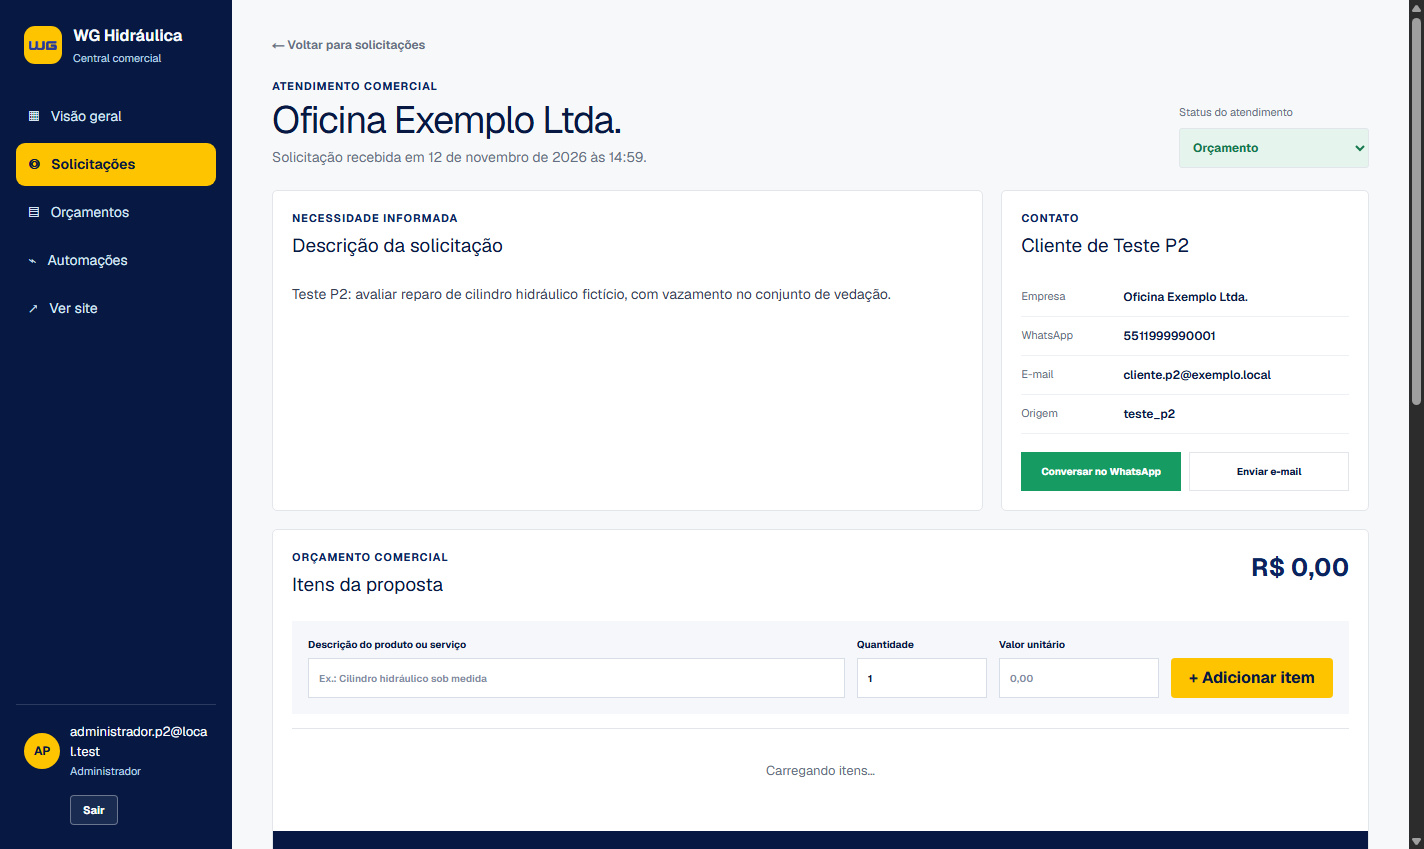 WG
WG Hidráulica
Central comercial
Visão geral
Solicitações
Orçamentos
Automações
Ver site
AP
administrador.p2@loca
l.test
Administrador
Sair
← Voltar para solicitações
ATENDIMENTO COMERCIAL
Oficina Exemplo Ltda.
Solicitação recebida em 12 de novembro de 2026 às 14:59.
Status do atendimento
Orçamento
NECESSIDADE INFORMADA
Descrição da solicitação
Teste P2: avaliar reparo de cilindro hidráulico fictício, com vazamento no conjunto de vedação.
CONTATO
Cliente de Teste P2
Empresa Oficina Exemplo Ltda.
WhatsApp 5511999990001
E-mail cliente.p2@exemplo.local
Origem teste_p2
Conversar no WhatsApp Enviar e-mail
ORÇAMENTO COMERCIAL
Itens da proposta
R$ 0,00
Descrição do produto ou serviço Quantidade Valor unitário
Ex.: Cilindro hidráulico sob medida 1 0,00 + Adicionar item
Carregando itens…